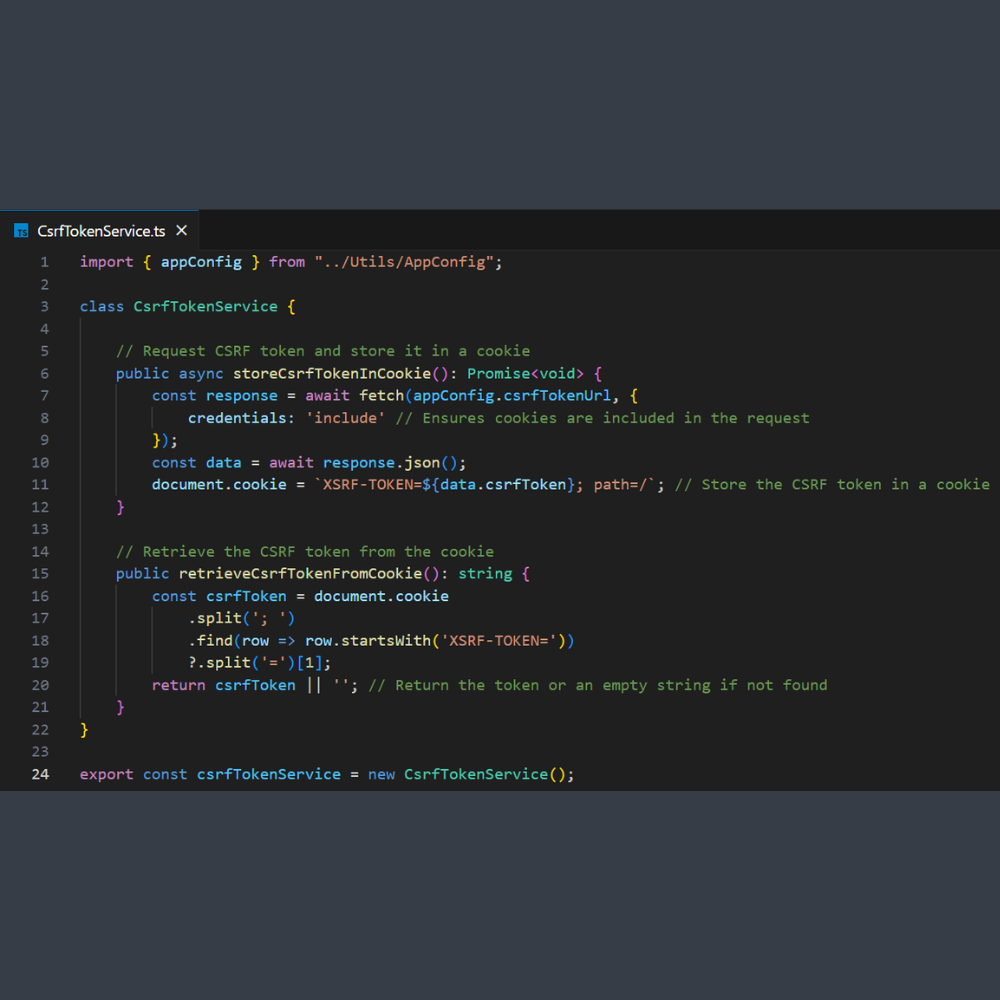 TS CsrfTokenService.ts ✕
1 import { appConfig } from "../Utils/AppConfig";
2
3 class CsrfTokenService {
4
5     // Request CSRF token and store it in a cookie
6     public async storeCsrfTokenInCookie(): Promise<void> {
7         const response = await fetch(appConfig.csrfTokenUrl, {
8             credentials: 'include' // Ensures cookies are included in the request
9         });
10         const data = await response.json();
11         document.cookie = `XSRF-TOKEN=${data.csrfToken}; path=/`; // Store the CSRF token in a cookie
12     }
13
14     // Retrieve the CSRF token from the cookie
15     public retrieveCsrfTokenFromCookie(): string {
16         const csrfToken = document.cookie
17             .split('; ')
18             .find(row => row.startsWith('XSRF-TOKEN='))
19             ?.split('=')[1];
20         return csrfToken || ''; // Return the token or an empty string if not found
21     }
22 }
23
24 export const csrfTokenService = new CsrfTokenService();